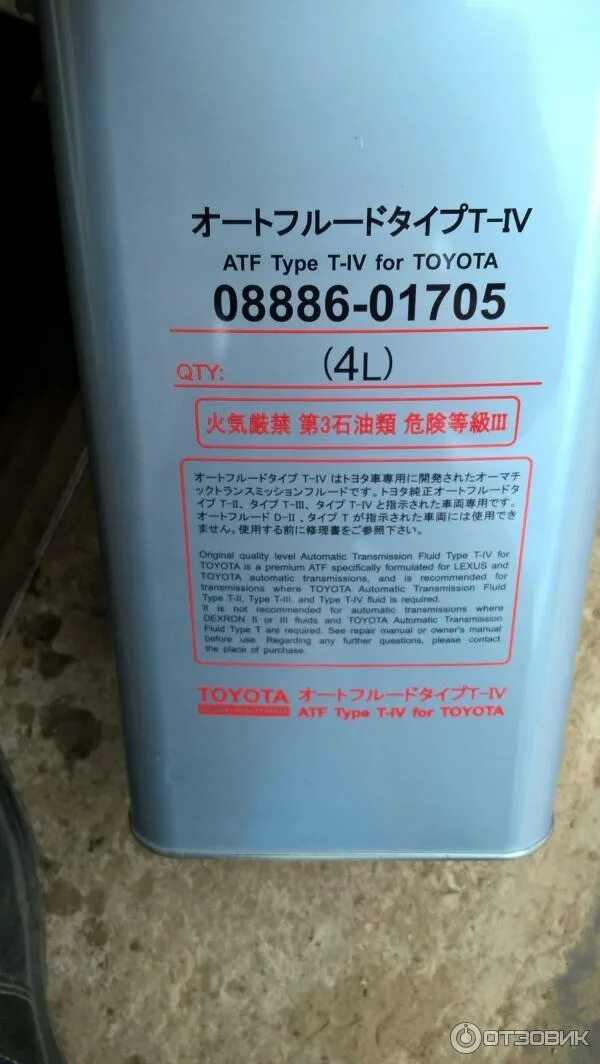 オートフルードタイプT-IV
ATF Type T-IV for TOYOTA
08886-01705
QTY: (4L)
火気厳禁 第3石油類 危険等級III
オートフルードタイプ T-IV はトヨタ車専用に開発されたオーマチ
ックトランスミッションフルードです。トヨタ純正オートフルードタ
イプ T-II、タイプ T-III、タイプ T-IV と指示された車両専用です。
オートフルード D-II 、タイプ T が指示された車両には使用でき
ません。使用する前に修理書をご参照下さい。
Original quality level Automatic Transmission Fluid Type T-IV for
TOYOTA is a premium ATF specifically formulated for LEXUS and
TOYOTA automatic transmissions, and is recommended for
transmissions where TOYOTA Automatic Transmission Fluid
Type T-II, Type T-III, and Type T-IV fluid is required.
It is not recommended for automatic transmissions where
DEXRON II or III fluids and TOYOTA Automatic Transmission
Fluid Type T are required. See repair manual or owner's manual
before use. Regarding any further questions, please contact
the place of purchase.
TOYOTA オートフルードタイプT-IV
ATF Type T-IV for TOYOTA
ОТЗОВИК